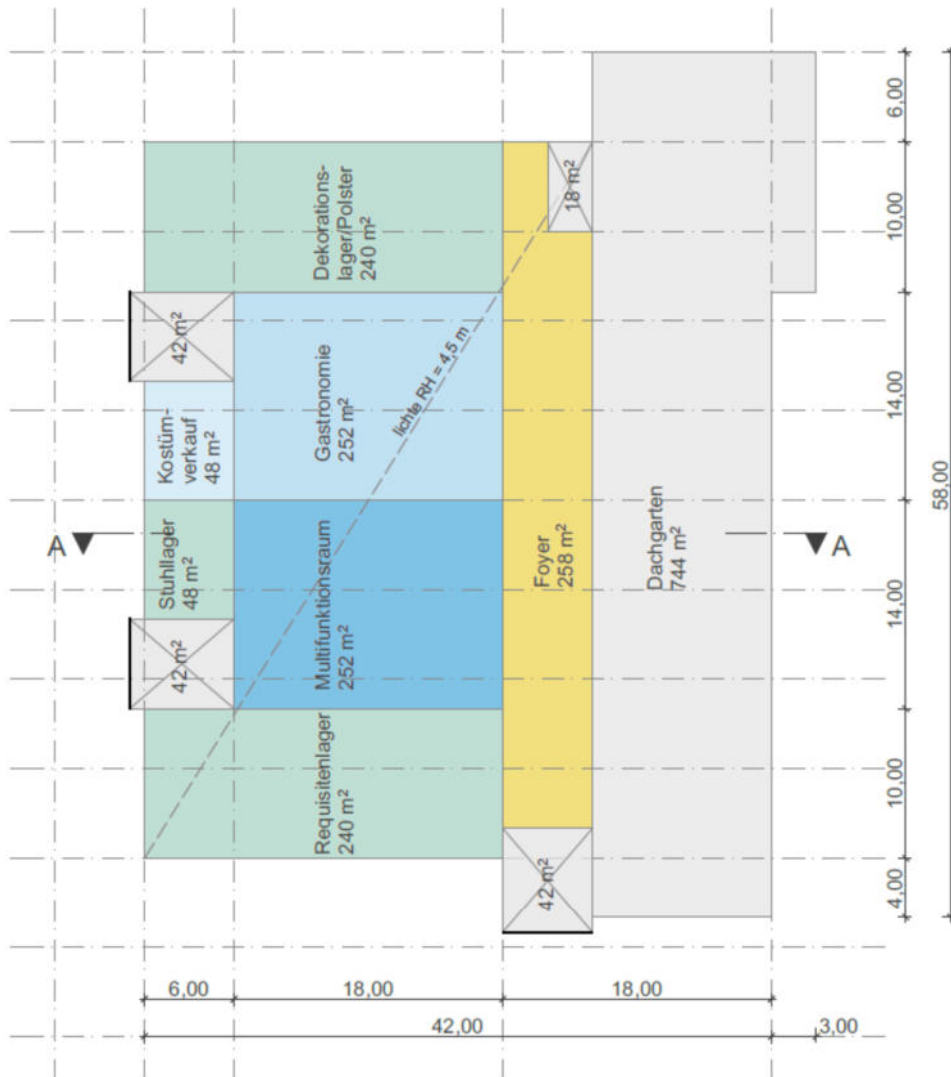 6,00
18 m²
10,00
Dekorations-
lager/Polster
240 m²
42 m²
lichte RH = 4,5 m
Gastronomie
252 m²
14,00
Kostüm-
verkauf
48 m²
58,00
A
A
Stuhllager
48 m²
Foyer
258 m²
Dachgarten
744 m²
14,00
42 m²
Multifunktionsraum
252 m²
Requisitenlager
240 m²
10,00
42 m²
4,00
6,00
18,00
18,00
42,00
3,00